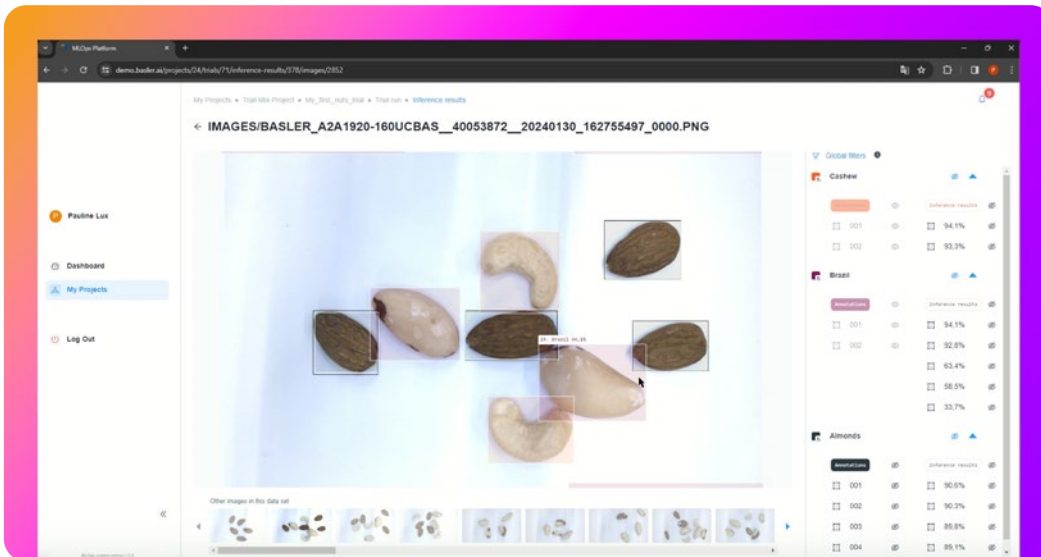 MLOps Platform
demo.basler.ai/projects/24/trials/71/inference-results/378/images/2852
My Projects • Trail Mix Project • My_first_nuts_trial • Trial run • Inference results
9
← IMAGES/BASLER_A2A1920-160UCBAS__40053872__20240130_162755497_0000.PNG
Global filters
Pauline Lux
Dashboard
My Projects
Log Out
Cashew
Inference results
001 94,1%
002 93,3%
Brazil
Annotations Inference results
001 94,1%
002 92,8%
63,4%
58,5%
33,7%
Almonds
Annotations Inference results
001 90,6%
002 90,3%
003 89,8%
004 89,1%
Other images in this data set